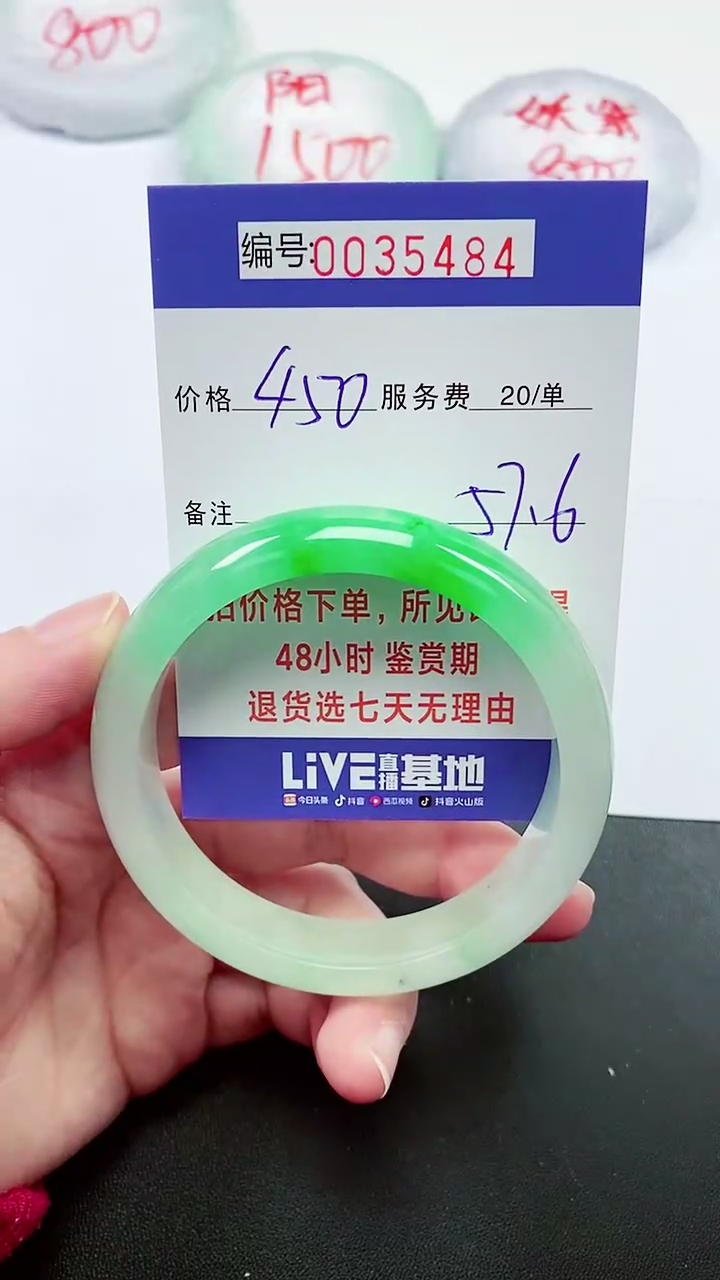 800
阳
1500
妖紫
800
编号:0035484
价格 450 服务费 20/单
备注 57.6
价格下单，所见
48小时 鉴赏期
退货选七天无理由
LiVE直播基地
今日头条 抖音 西瓜视频 抖音火山版